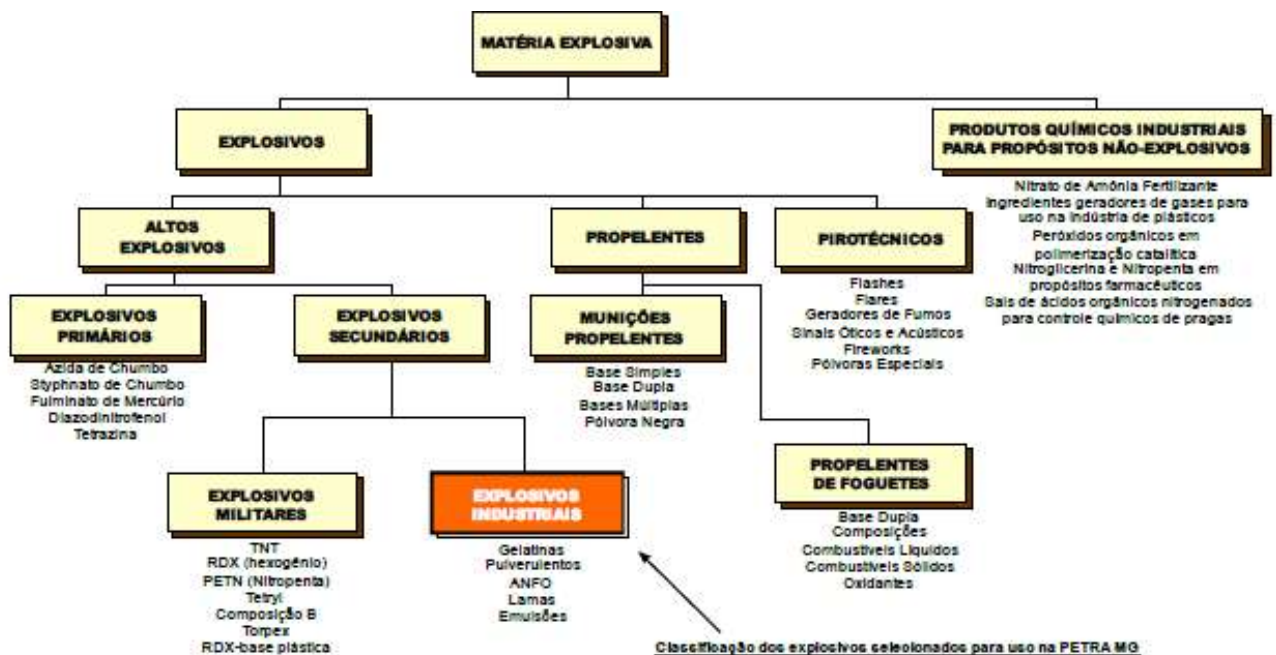 MATÉRIA EXPLOSIVA
EXPLOSIVOS
PRODUTOS QUÍMICOS INDUSTRIAIS
PARA PROPÓSITOS NÃO-EXPLOSIVOS
Nitrato de Amônia Fertilizante
Ingredientes geradores de gases para
uso na indústria de plásticos
Peróxidos orgânicos em
polimerização catalítica
Nitroglicerina e Nitropenta em
propósitos farmacêuticos
Sais de ácidos orgânicos nitrogenados
para controle químicos de pragas
ALTOS
EXPLOSIVOS
PROPELENTES
PIROTÉCNICOS
Flashes
Flares
Geradores de Fumos
Sinais Óticos e Acústicos
Fireworks
Pólvoras Especiais
EXPLOSIVOS
PRIMÁRIOS
Azida de Chumbo
Styphnato de Chumbo
Fulminato de Mercúrio
Diazodinitrofenol
Tetrazina
EXPLOSIVOS
SECUNDÁRIOS
MUNIÇÕES
PROPELENTES
Base Simples
Base Dupla
Bases Múltiplas
Pólvora Negra
EXPLOSIVOS
MILITARES
TNT
RDX (hexogênio)
PETN (Nitropenta)
Tetryl
Composição B
Torpex
RDX-base plástica
EXPLOSIVOS
INDUSTRIAIS
Gelatinas
Pulverulentos
ANFO
Lamas
Emulsões
PROPELENTES
DE FOGUETES
Base Dupla
Composições
Combustíveis Líquidos
Combustíveis Sólidos
Oxidantes
Classificação dos explosivos selecionados para uso na PETRA MG